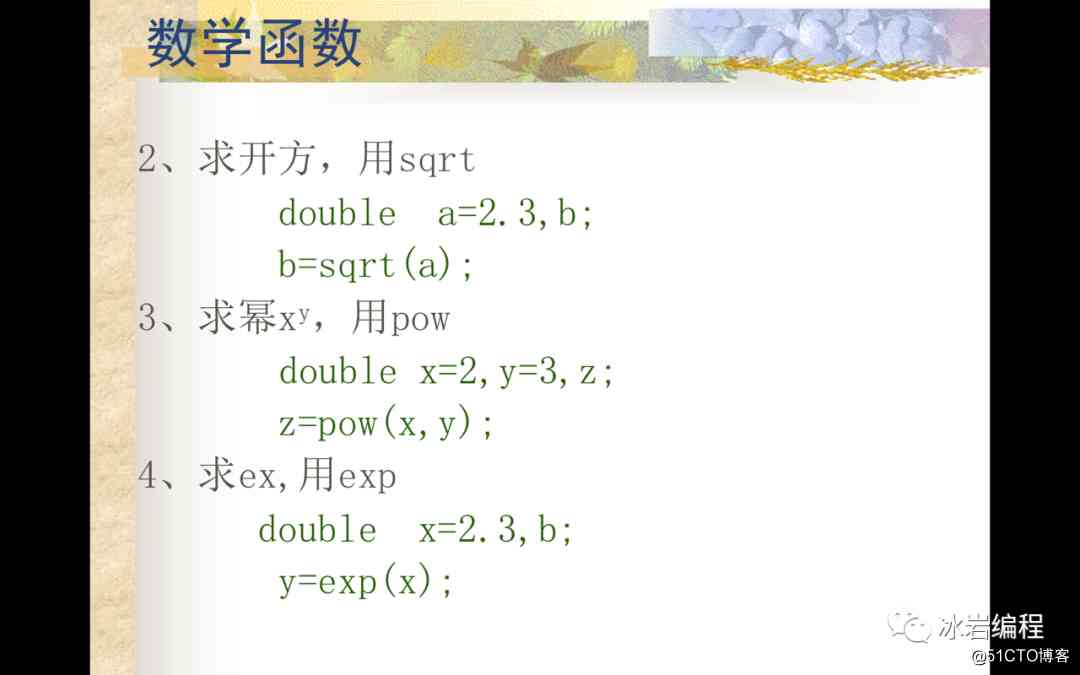 数学函数
2、求开方，用sqrt
double  a=2.3,b;
b=sqrt(a);
3、求幂xʸ，用pow
double x=2,y=3,z;
z=pow(x,y);
4、求ex,用exp
double  x=2.3,b;
y=exp(x);
冰岩编程
@51CTO博客